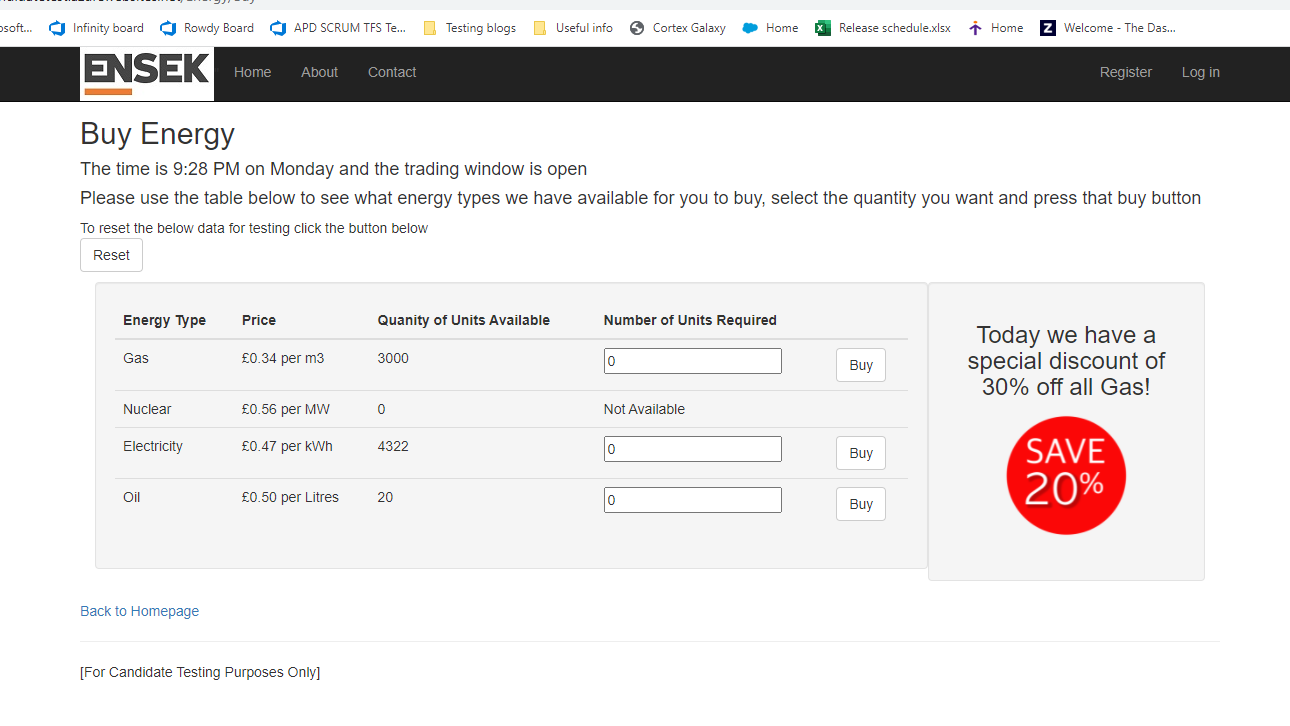 Infinity board Rowdy Board APD SCRUM TFS Te... Testing blogs Useful info Cortex Galaxy Home Release schedule.xlsx Home Welcome - The Das...
ENSEK Home About Contact Register Log in
Buy Energy
The time is 9:28 PM on Monday and the trading window is open
Please use the table below to see what energy types we have available for you to buy, select the quantity you want and press that buy button
To reset the below data for testing click the button below
Reset
Energy Type Price Quanity of Units Available Number of Units Required
Gas £0.34 per m3 3000 0 Buy
Nuclear £0.56 per MW 0 Not Available
Electricity £0.47 per kWh 4322 0 Buy
Oil £0.50 per Litres 20 0 Buy
Today we have a
special discount of
30% off all Gas!
SAVE
20%
Back to Homepage
[For Candidate Testing Purposes Only]